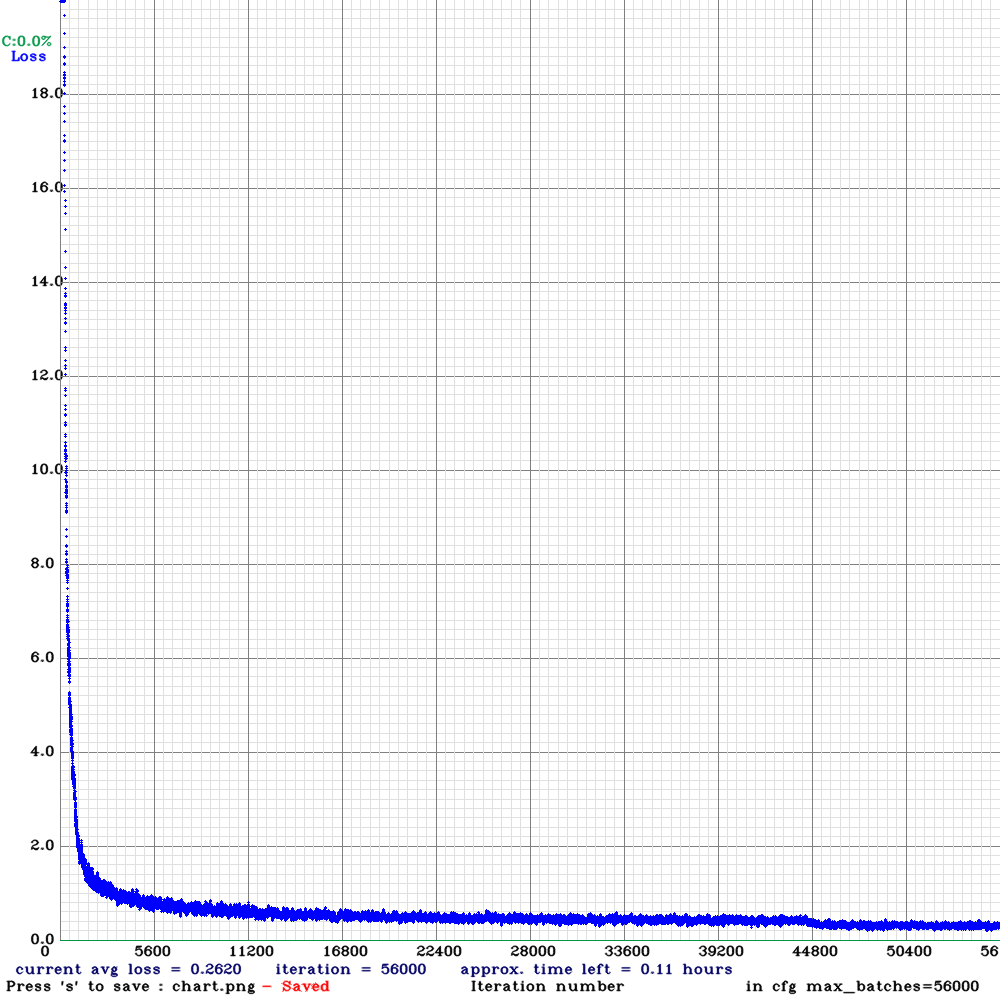 C:0.0%
Loss
18.0
16.0
14.0
12.0
10.0
8.0
6.0
4.0
2.0
0.0
0 5600 11200 16800 22400 28000 33600 39200 44800 50400 56
current avg loss = 0.2620 iteration = 56000 approx. time left = 0.11 hours
Press 's' to save : chart.png - Saved Iteration number in cfg max_batches=56000